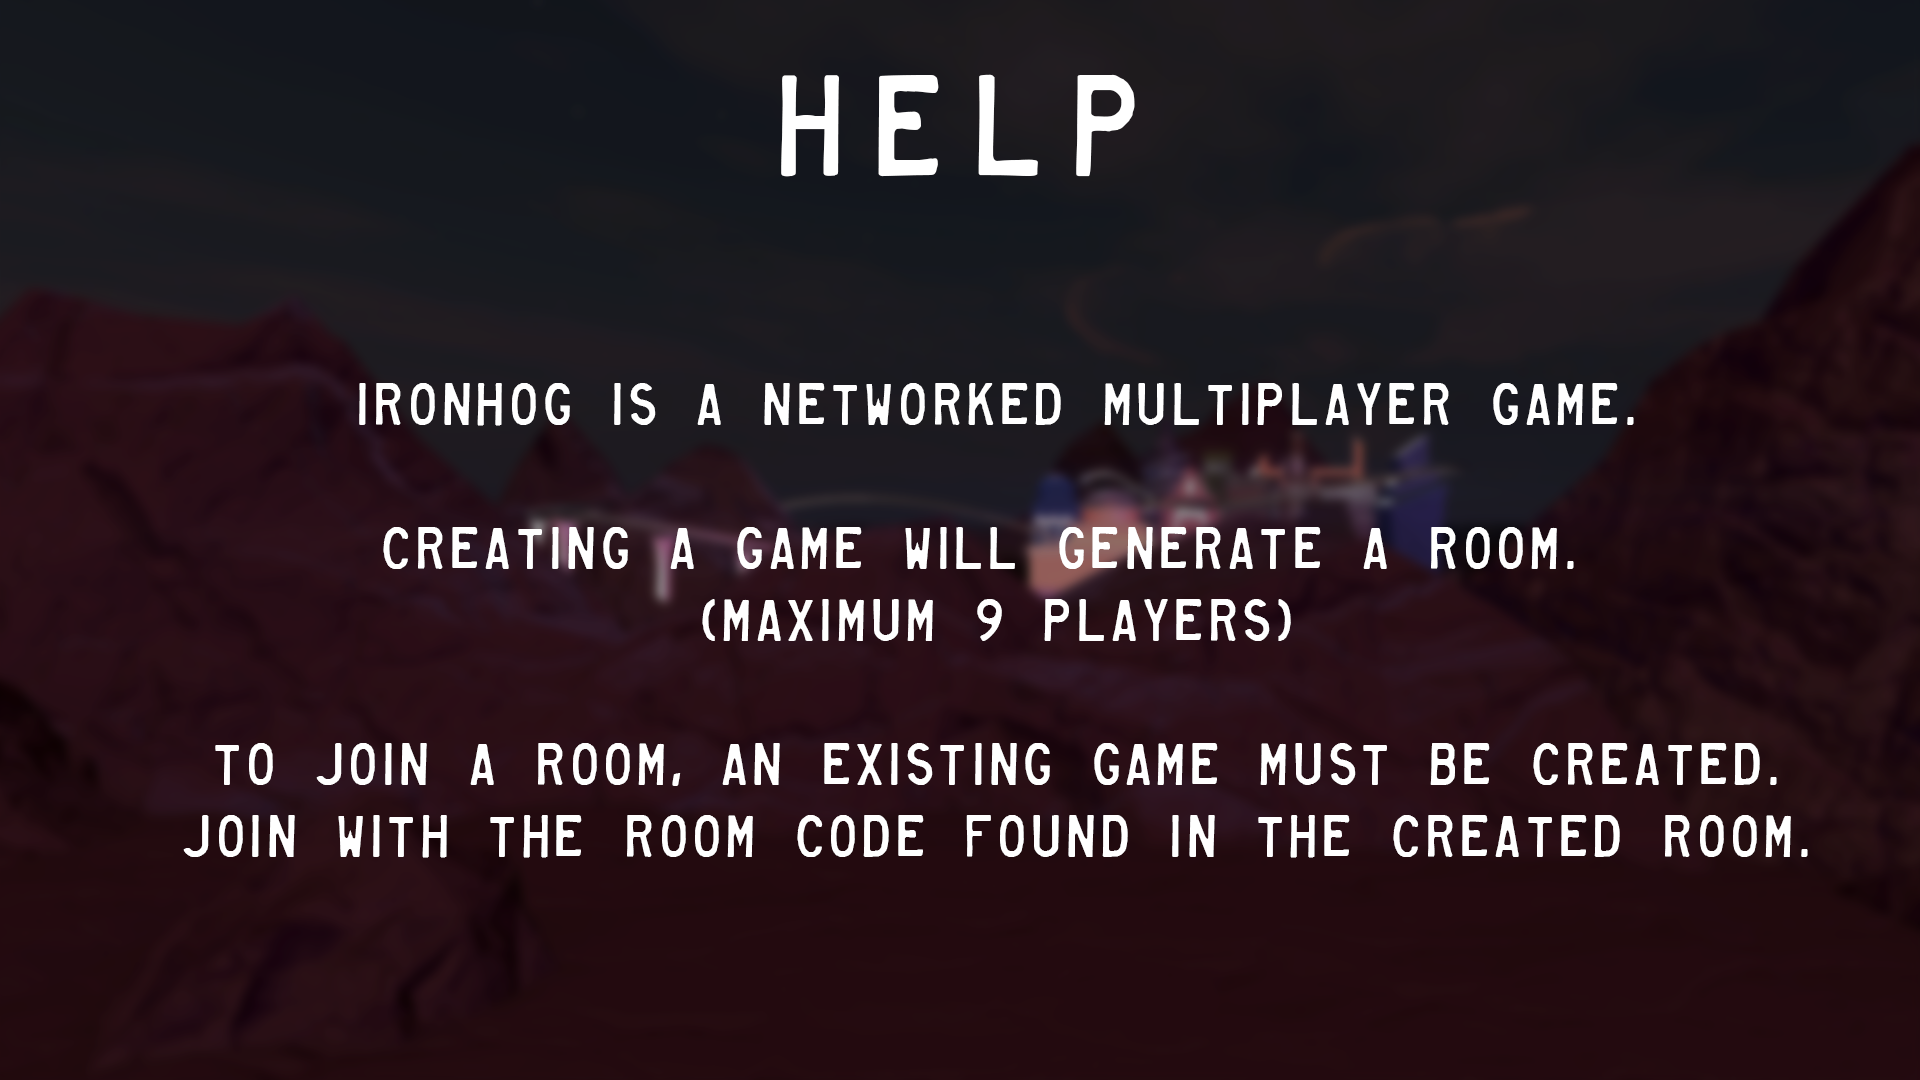 HELP
IRONHOG IS A NETWORKED MULTIPLAYER GAME.
CREATING A GAME WILL GENERATE A ROOM.
(MAXIMUM 9 PLAYERS)
TO JOIN A ROOM, AN EXISTING GAME MUST BE CREATED.
JOIN WITH THE ROOM CODE FOUND IN THE CREATED ROOM.